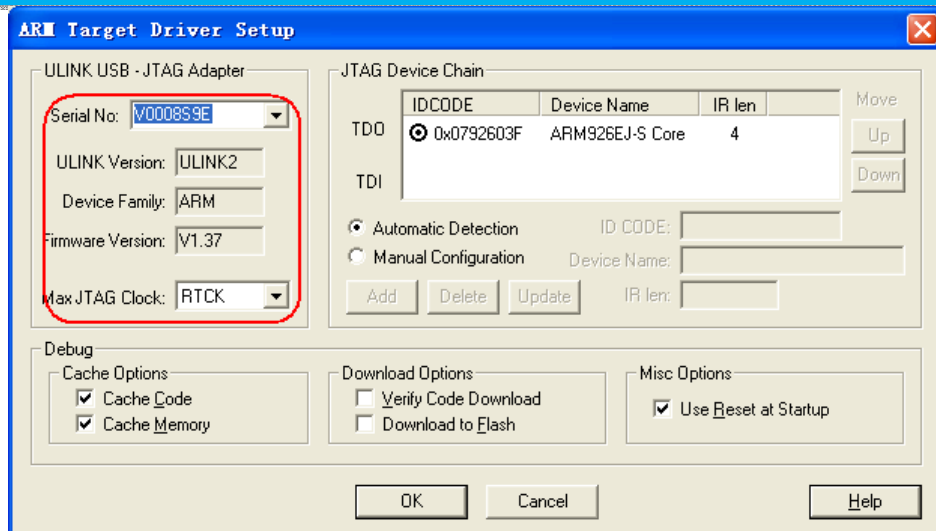 ARM Target Driver Setup
ULINK USB - JTAG Adapter
Serial No: V0008S9E
ULINK Version: ULINK2
Device Family: ARM
Firmware Version: V1.37
Max JTAG Clock: RTCK
JTAG Device Chain
IDCODE Device Name IR len
TDO 0x0792603F ARM926EJ-S Core 4
TDI
Move
Up
Down
Automatic Detection
Manual Configuration
ID CODE:
Device Name:
Add Delete Update IR len:
Debug
Cache Options
Cache Code
Cache Memory
Download Options
Verify Code Download
Download to Flash
Misc Options
Use Reset at Startup
OK Cancel Help